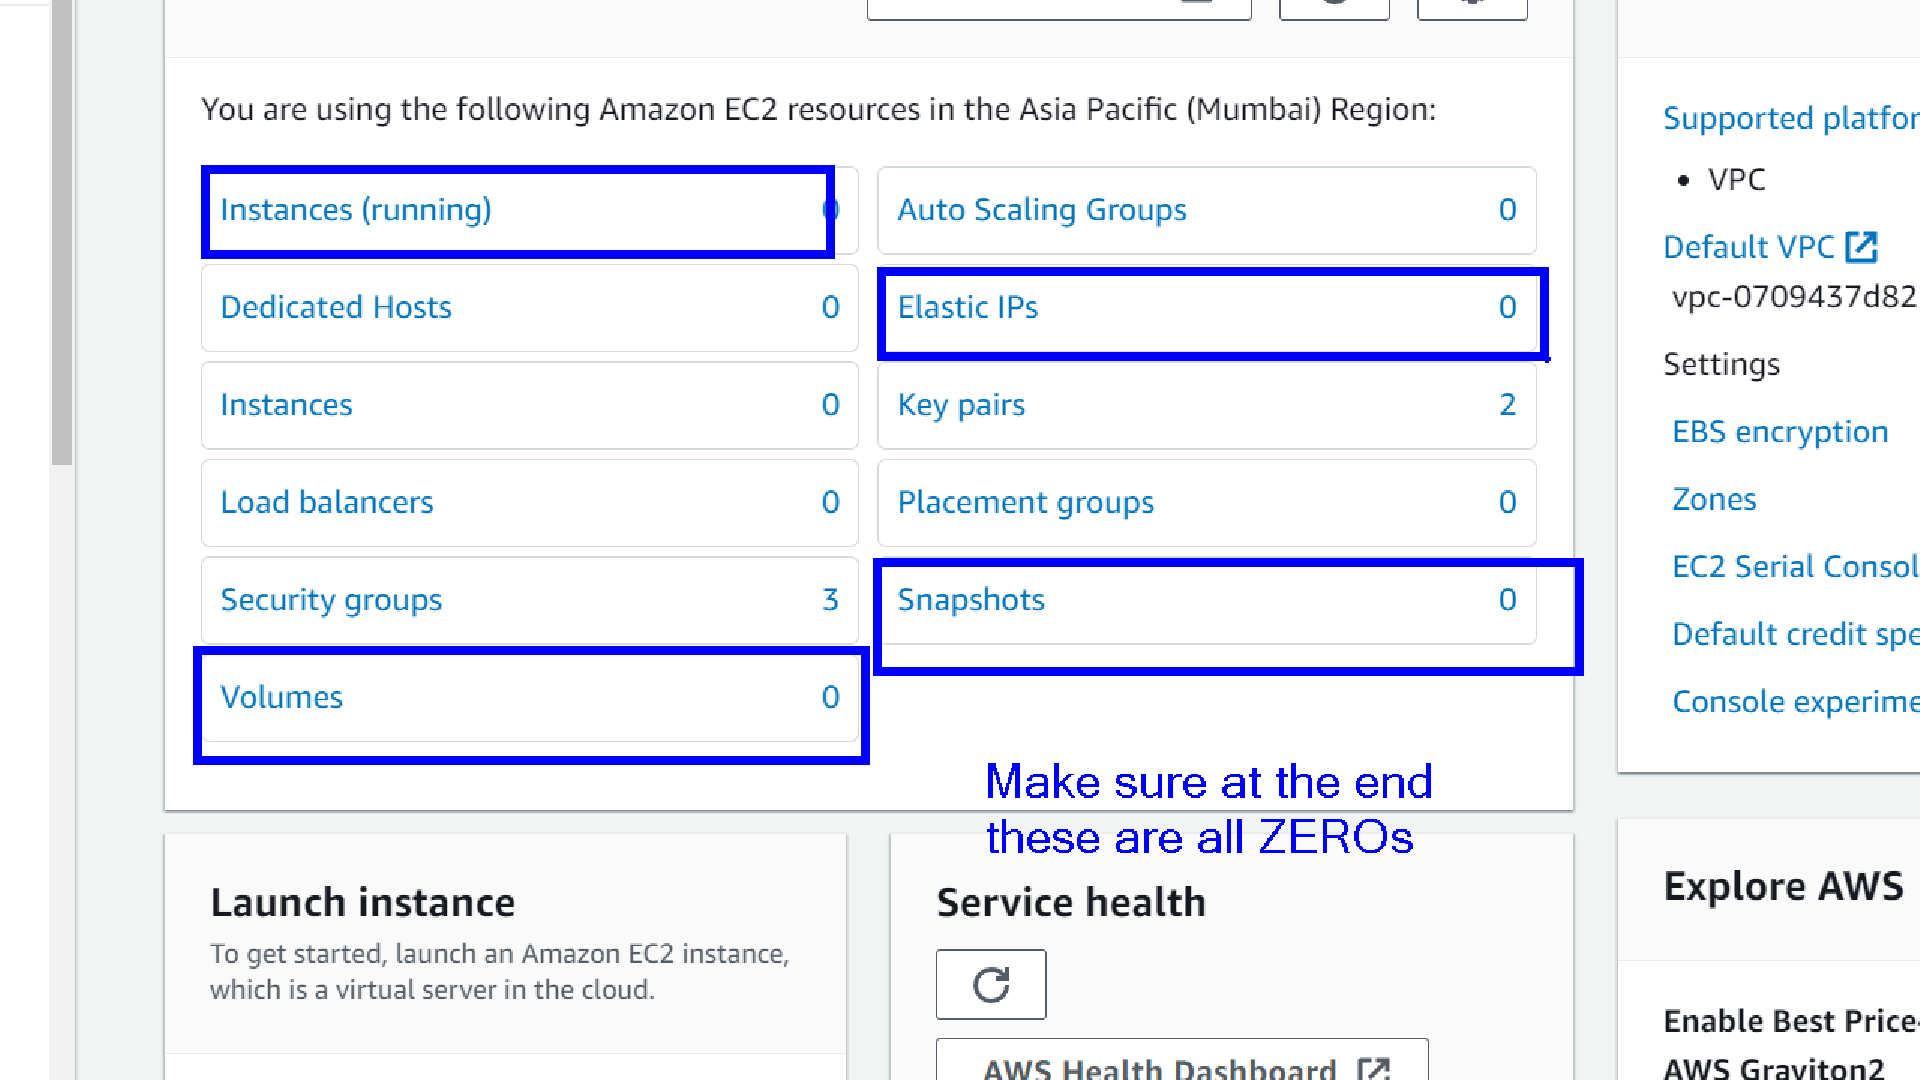 You are using the following Amazon EC2 resources in the Asia Pacific (Mumbai) Region:
Instances (running) 0
Auto Scaling Groups 0
Dedicated Hosts 0
Elastic IPs 0
Instances 0
Key pairs 2
Load balancers 0
Placement groups 0
Security groups 3
Snapshots 0
Volumes 0
Make sure at the end
these are all ZEROs
Launch instance
To get started, launch an Amazon EC2 instance,
which is a virtual server in the cloud.
Service health
AWS Health Dashboard
Supported platfor
• VPC
Default VPC
vpc-0709437d82
Settings
EBS encryption
Zones
EC2 Serial Consol
Default credit spe
Console experime
Explore AWS
Enable Best Price-
AWS Graviton2